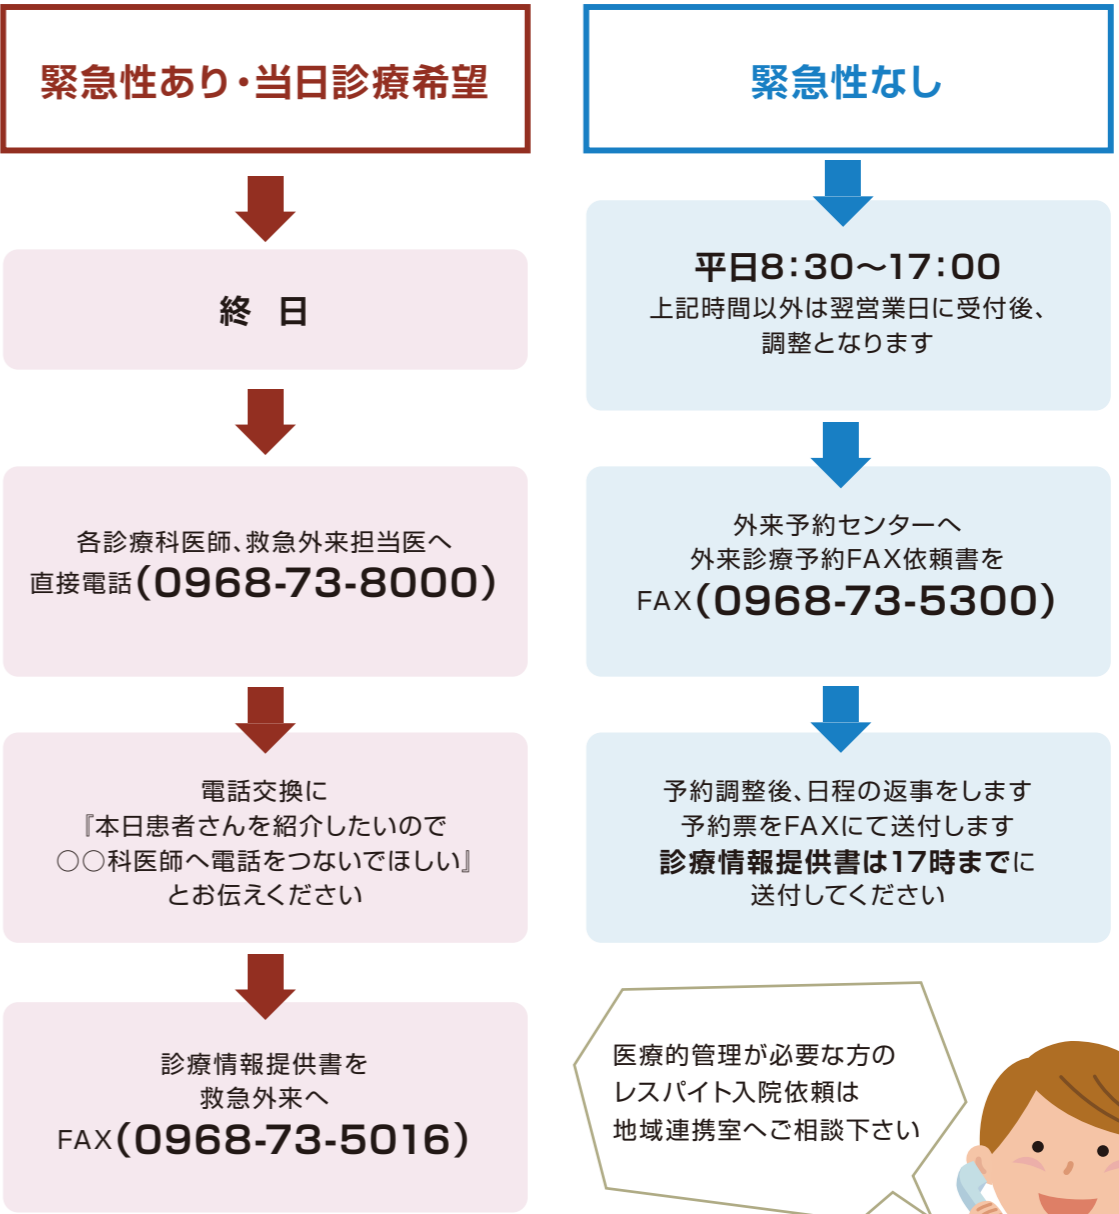 緊急性あり・当日診療希望
終 日
各診療科医師、救急外来担当医へ
直接電話(0968-73-8000)
電話交換に
『本日患者さんを紹介したいので
○○科医師へ電話をつないでほしい』
とお伝えください
診療情報提供書を
救急外来へ
FAX(0968-73-5016)
緊急性なし
平日8:30～17:00
上記時間以外は翌営業日に受付後、
調整となります
外来予約センターへ
外来診療予約FAX依頼書を
FAX(0968-73-5300)
予約調整後、日程の返事をします
予約票をFAXにて送付します
診療情報提供書は17時までに
送付してください
医療的管理が必要な方の
レスパイト入院依頼は
地域連携室へご相談下さい